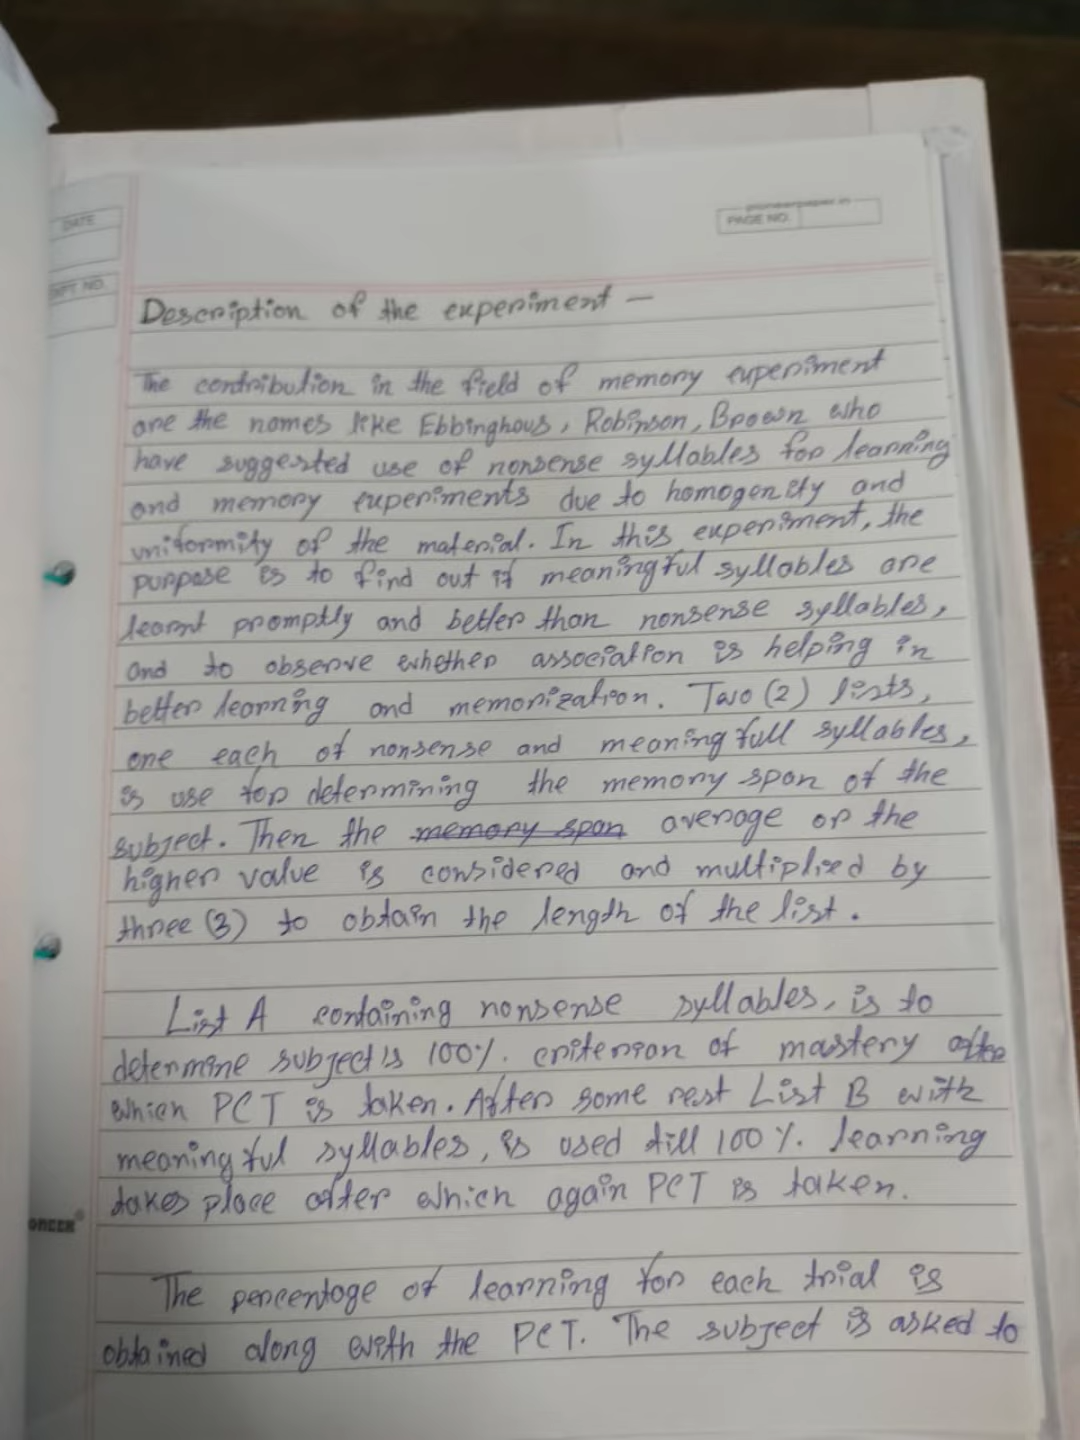 DATE
EXPT NO.
pioneerpaper.in
PAGE NO.
Description of the experiment —
The contribution in the field of memory experiment
are the names like Ebbinghous, Robinson, Brown who
have suggested use of nonsense syllables for learning
and memory experiments due to homogenity and
uniformity of the material. In this experiment, the
purpose is to find out if meaningful syllables are
learnt promptly and better than nonsense syllables,
and to observe whether association is helping in
better learning and memorization. Two (2) lists,
one each of nonsense and meaningfull syllables,
is use for determining the memory span of the
subject. Then the memory span average or the
higher value is considered and multiplied by
three (3) to obtain the length of the list.
List A containing nonsense syllables, is to
determine subject is 100%. criterion of mastery after
which PCT is taken. After some rest List B with
meaningful syllables, is used till 100%. learning
takes place after which again PCT is taken.
ONEER®
The percentage of learning for each trial is
obtained along with the PCT. The subject is asked to